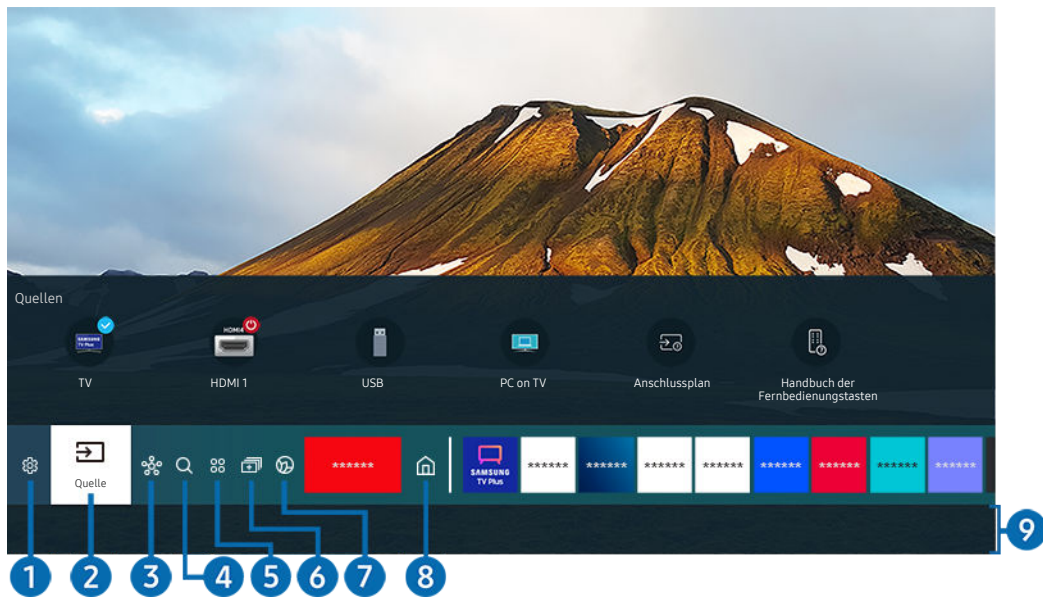 Quellen
SAMSUNG
TV Plus
HDMI4
TV
HDMI 1
USB
PC on TV
Anschlussplan
Handbuch der
Fernbedienungstasten
Quelle
******
SAMSUNG
TV Plus
****** ****** ****** ****** ****** ****** ****** ******
1 2 3 4 5 6 7 8 9